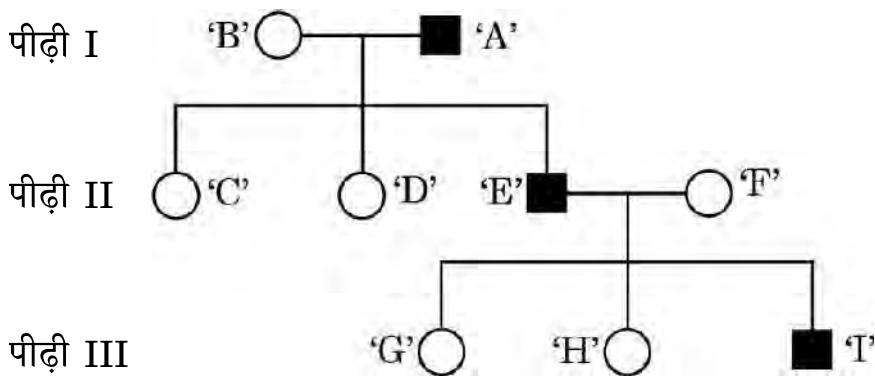 पीढ़ी I 'B' 'A'
पीढ़ी II 'C' 'D' 'E' 'F'
पीढ़ी III 'G' 'H' 'I'